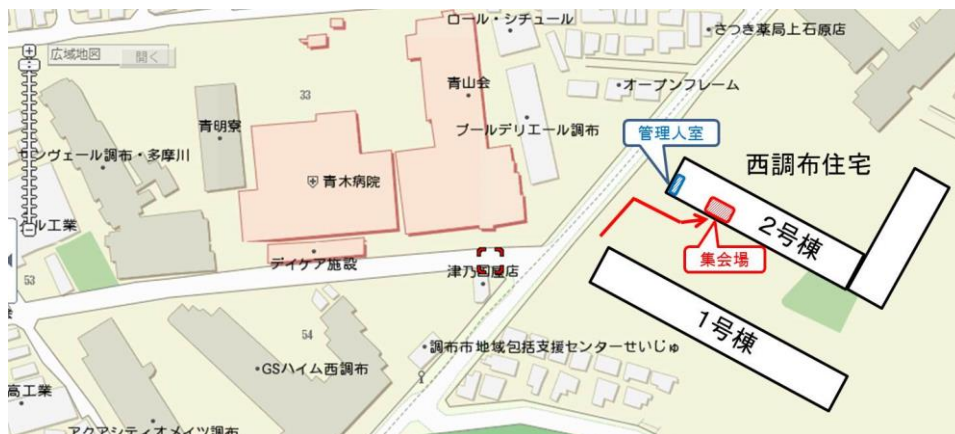 ロール・シチュール
さつき薬局上石原店
広域地図
開く
33
青山会
オープンフレーム
青明寮
プールデリエール調布
管理人室
西調布住宅
センヴェール調布・多摩川
青木病院
2号棟
集会場
デイケア施設
津乃國屋店
53
1号棟
54
調布市地域包括支援センターせいじゅ
GSハイム西調布
高工業
アクアシティオメイツ調布